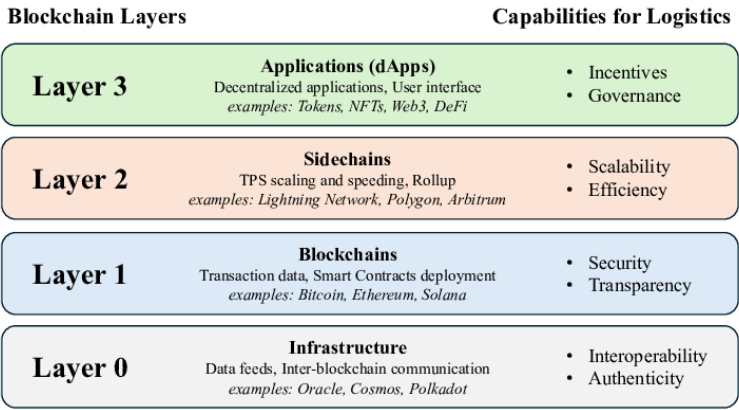 Blockchain Layers
Capabilities for Logistics
Layer 3
Applications (dApps)
Decentralized applications, User interface
examples: Tokens, NFTs, Web3, DeFi
• Incentives
• Governance
Layer 2
Sidechains
TPS scaling and speeding, Rollup
examples: Lightning Network, Polygon, Arbitrum
• Scalability
• Efficiency
Layer 1
Blockchains
Transaction data, Smart Contracts deployment
examples: Bitcoin, Ethereum, Solana
• Security
• Transparency
Layer 0
Infrastructure
Data feeds, Inter-blockchain communication
examples: Oracle, Cosmos, Polkadot
• Interoperability
• Authenticity